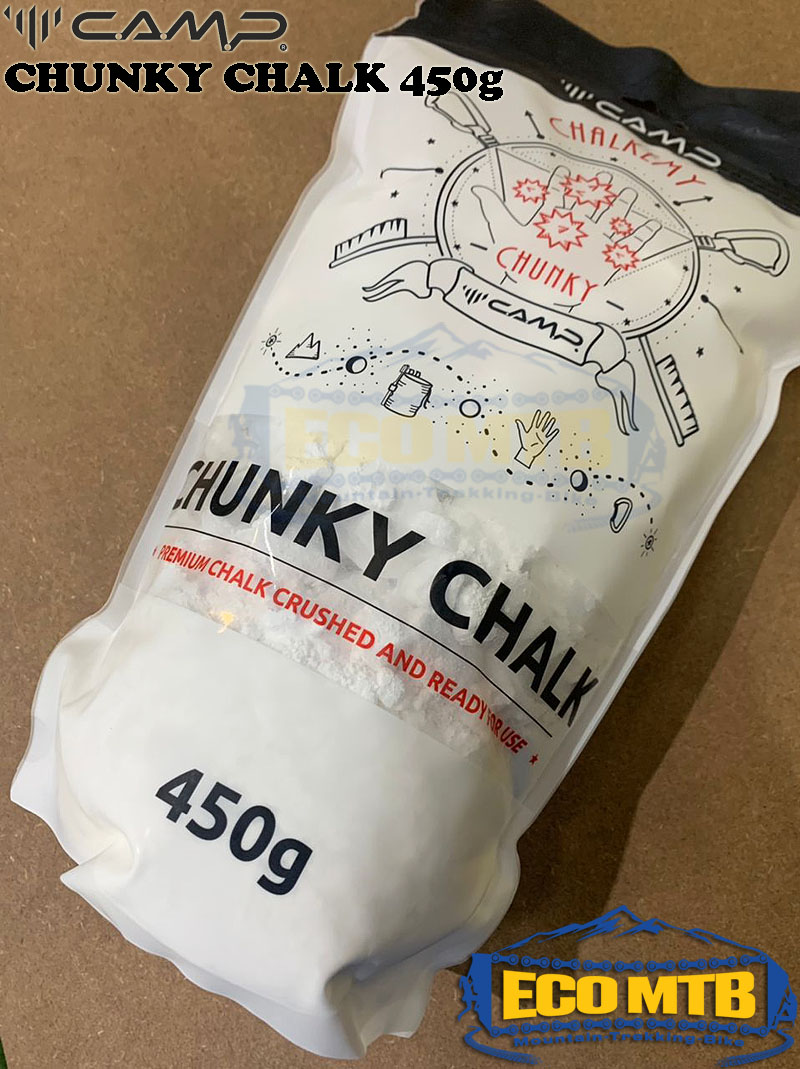 C.A.M.P.®
CHUNKY CHALK 450g
CAMP
CHALKEMY
CHUNKY
CAMP
ECO MTB
Mountain-Trekking-Bike
CHUNKY CHALK
* PREMIUM CHALK CRUSHED AND READY FOR USE *
450g
ECO MTB
Mountain-Trekking-Bike